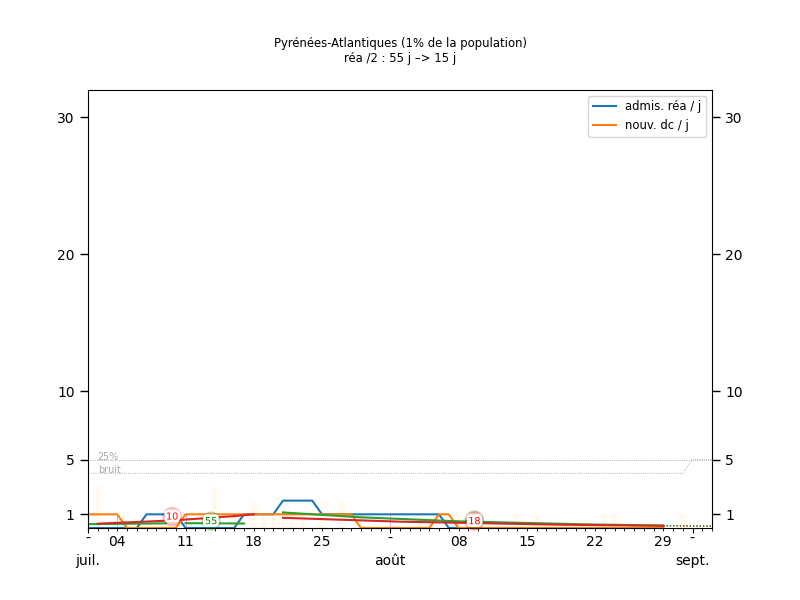 Pyrénées-Atlantiques (1% de la population)
réa /2 : 55 j –> 15 j
admis. réa / j
nouv. dc / j
30 30
20 20
10 10
5 5
1 1
25%
bruit
10 55 18
- 04 11 18 25 - 08 15 22 29 -
juil. août sept.